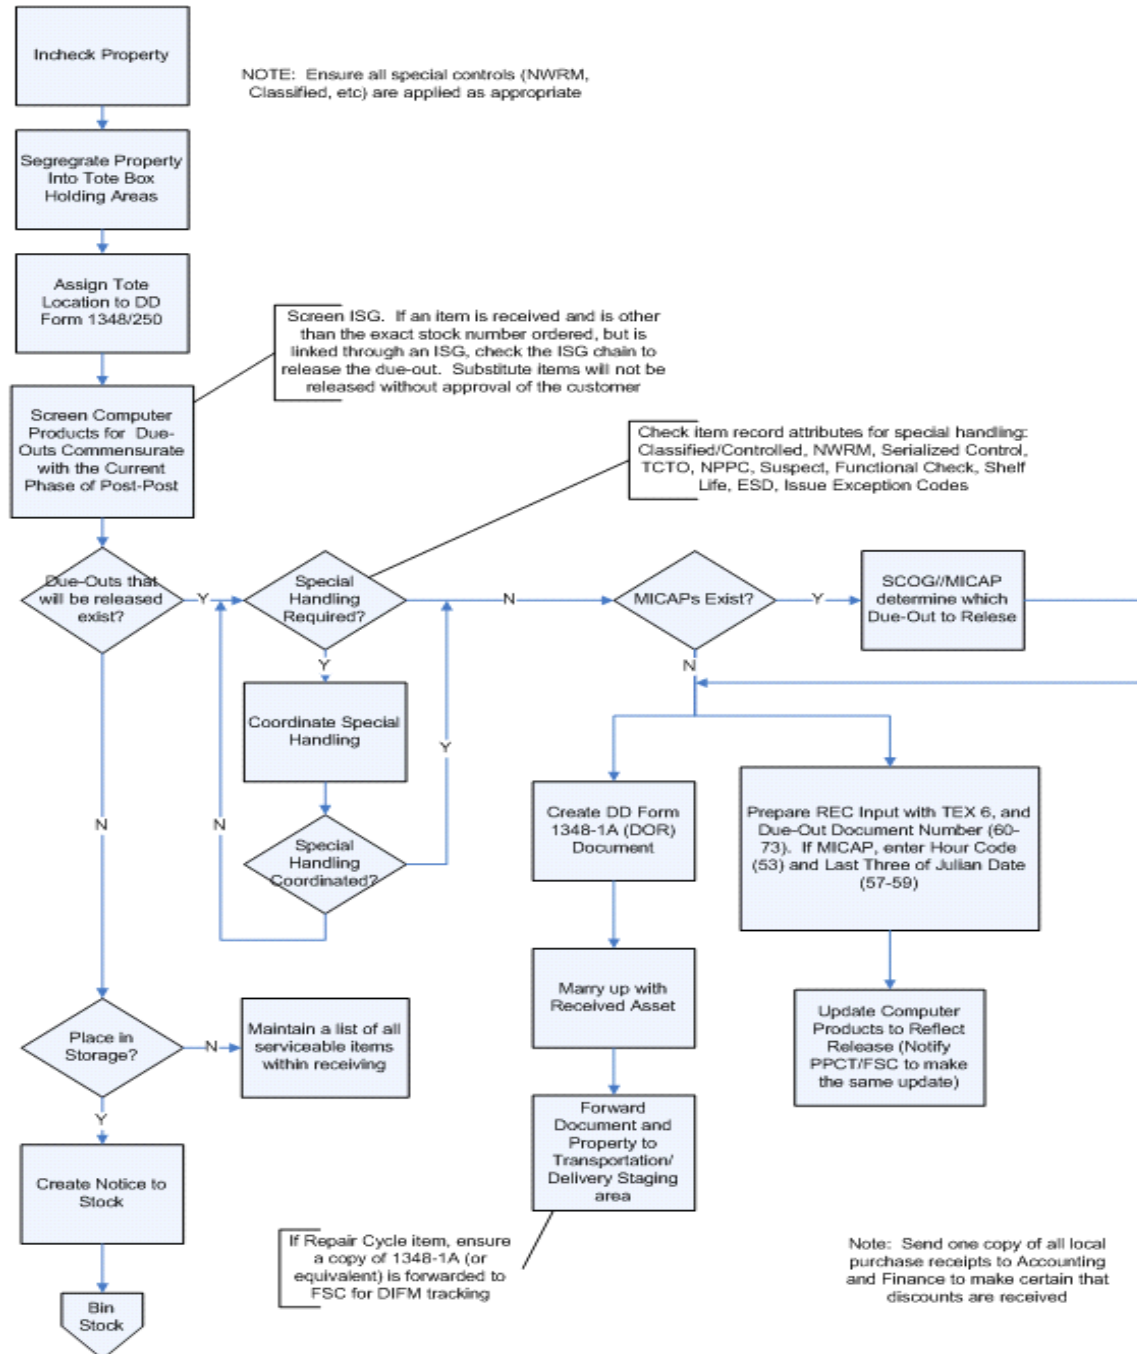 Incheck Property
NOTE: Ensure all special controls (NWRM,
Classified, etc) are applied as appropriate
Segregrate Property
Into Tote Box
Holding Areas
Assign Tote
Location to DD
Form 1348/250
Screen ISG. If an item is received and is other
than the exact stock number ordered, but is
linked through an ISG, check the ISG chain to
release the due-out. Substitute items will not be
released without approval of the customer
Screen Computer
Products for Due-
Outs Commensurate
with the Current
Phase of Post-Post
Check item record attributes for special handling:
Classified/Controlled, NWRM, Serialized Control,
TCTO, NPPC, Suspect, Functional Check, Shelf
Life, ESD, Issue Exception Codes
Due-Outs that
will be released
exist?
Y
Special
Handling
Required?
N
MICAPs Exist?
Y
SCOG//MICAP
determine which
Due-Out to Relese
Y
N
Coordinate Special
Handling
Y
N
N
Special
Handling
Coordinated?
Create DD Form
1348-1A (DOR)
Document
Prepare REC Input with TEX 6, and
Due-Out Document Number (60-
73). If MICAP, enter Hour Code
(53) and Last Three of Julian Date
(57-59)
Marry up with
Received Asset
Place in
Storage?
N
Maintain a list of all
serviceable items
within receiving
Update Computer
Products to Reflect
Release (Notify
PPCT/FSC to make
the same update)
Y
Forward
Document and
Property to
Transportation/
Delivery Staging
area
Create Notice to
Stock
If Repair Cycle item, ensure
a copy of 1348-1A (or
equivalent) is forwarded to
FSC for DIFM tracking
Note: Send one copy of all local
purchase receipts to Accounting
and Finance to make certain that
discounts are received
Bin
Stock